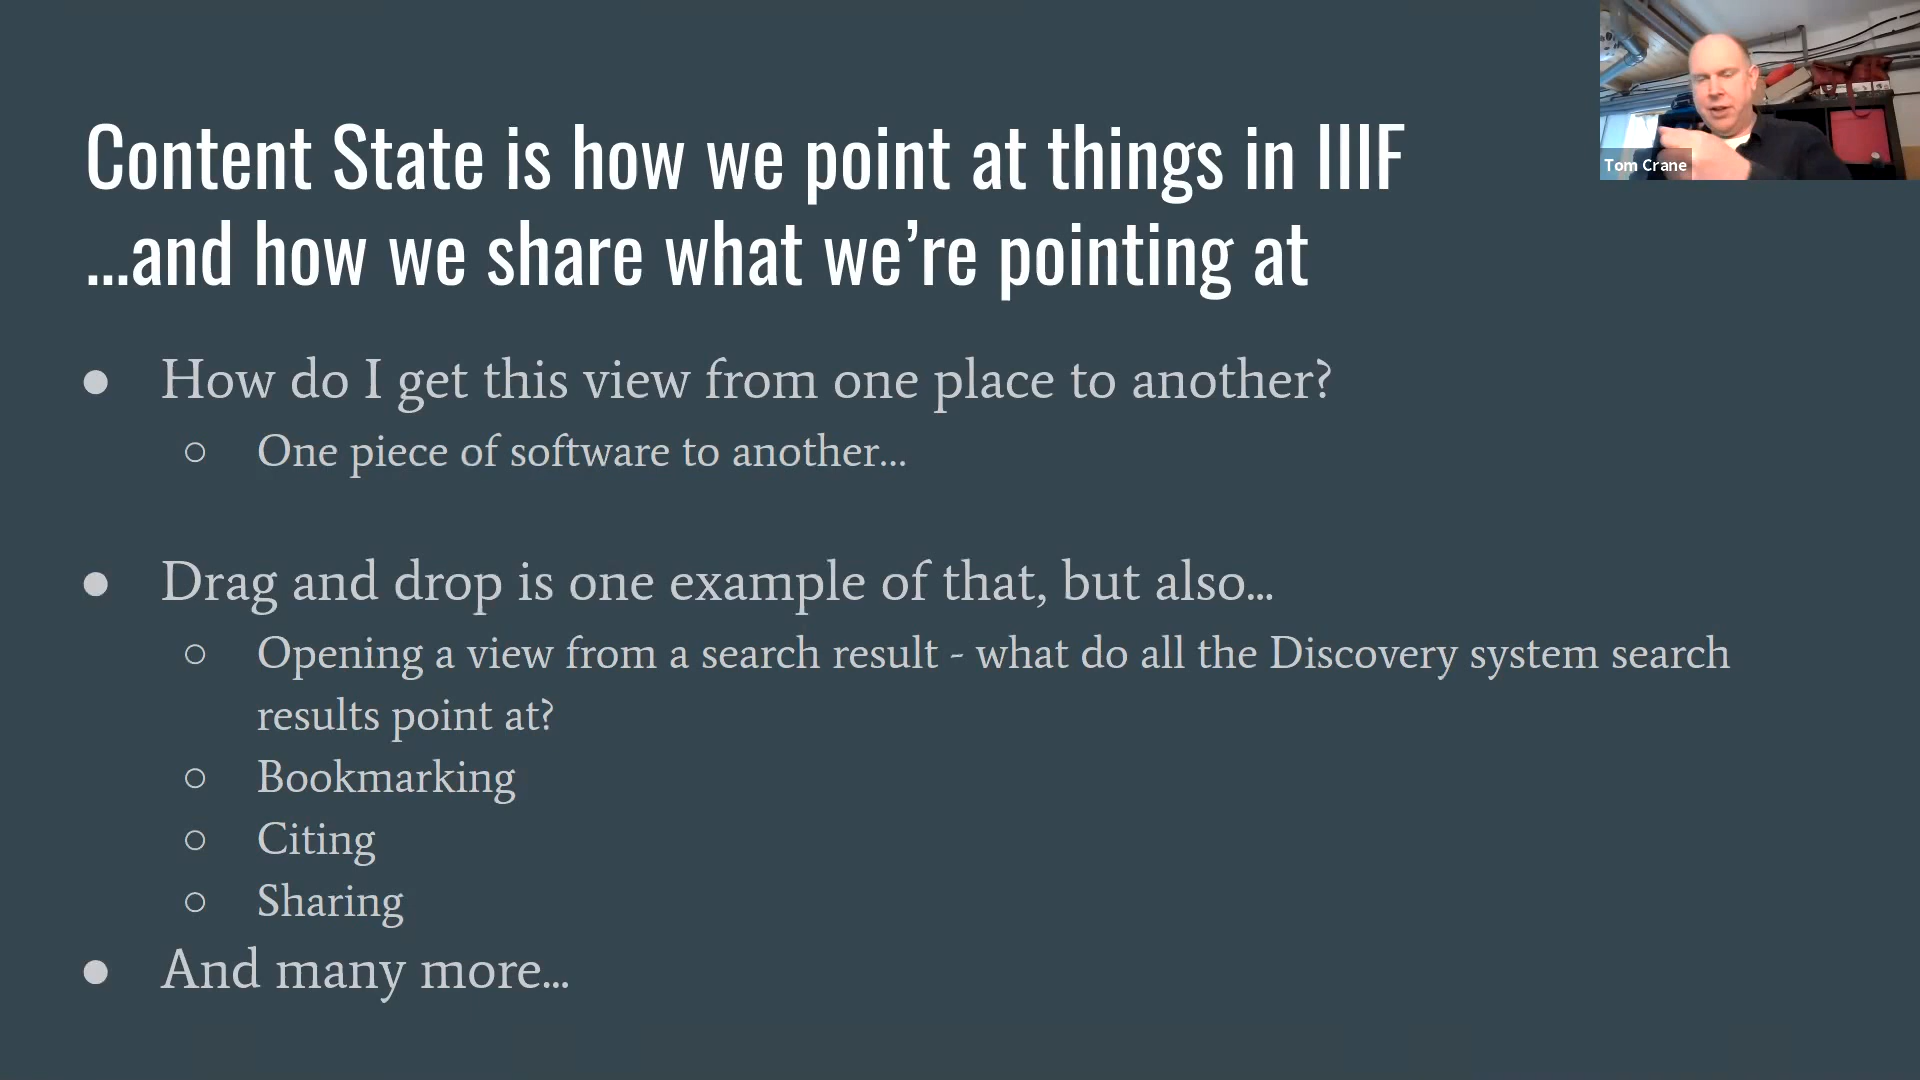 Content State is how we point at things in IIIF
...and how we share what we're pointing at
Tom Crane
● How do I get this view from one place to another?
○ One piece of software to another...
● Drag and drop is one example of that, but also...
○ Opening a view from a search result - what do all the Discovery system search
results point at?
○ Bookmarking
○ Citing
○ Sharing
● And many more...